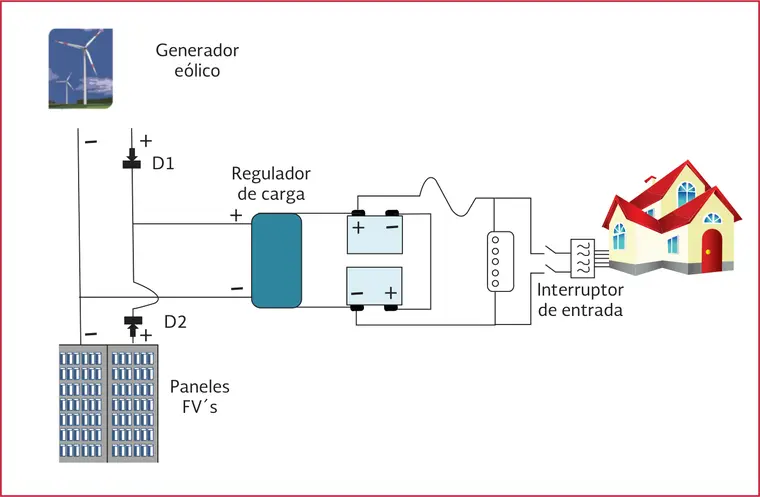 Generador
eólico
− +
D1
Regulador
de carga
+
+ −
− +
−
Interruptor
de entrada
D2
− +
Paneles
FV´s